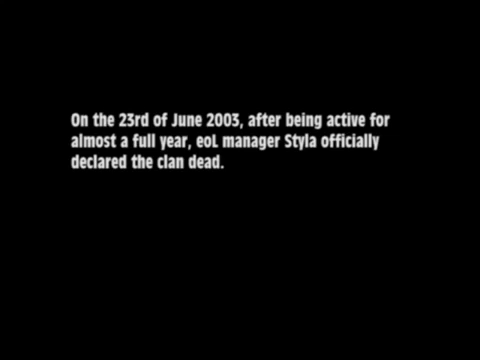 On the 23rd of June 2003, after being active for
almost a full year, eoL manager Styla officially
declared the clan dead.